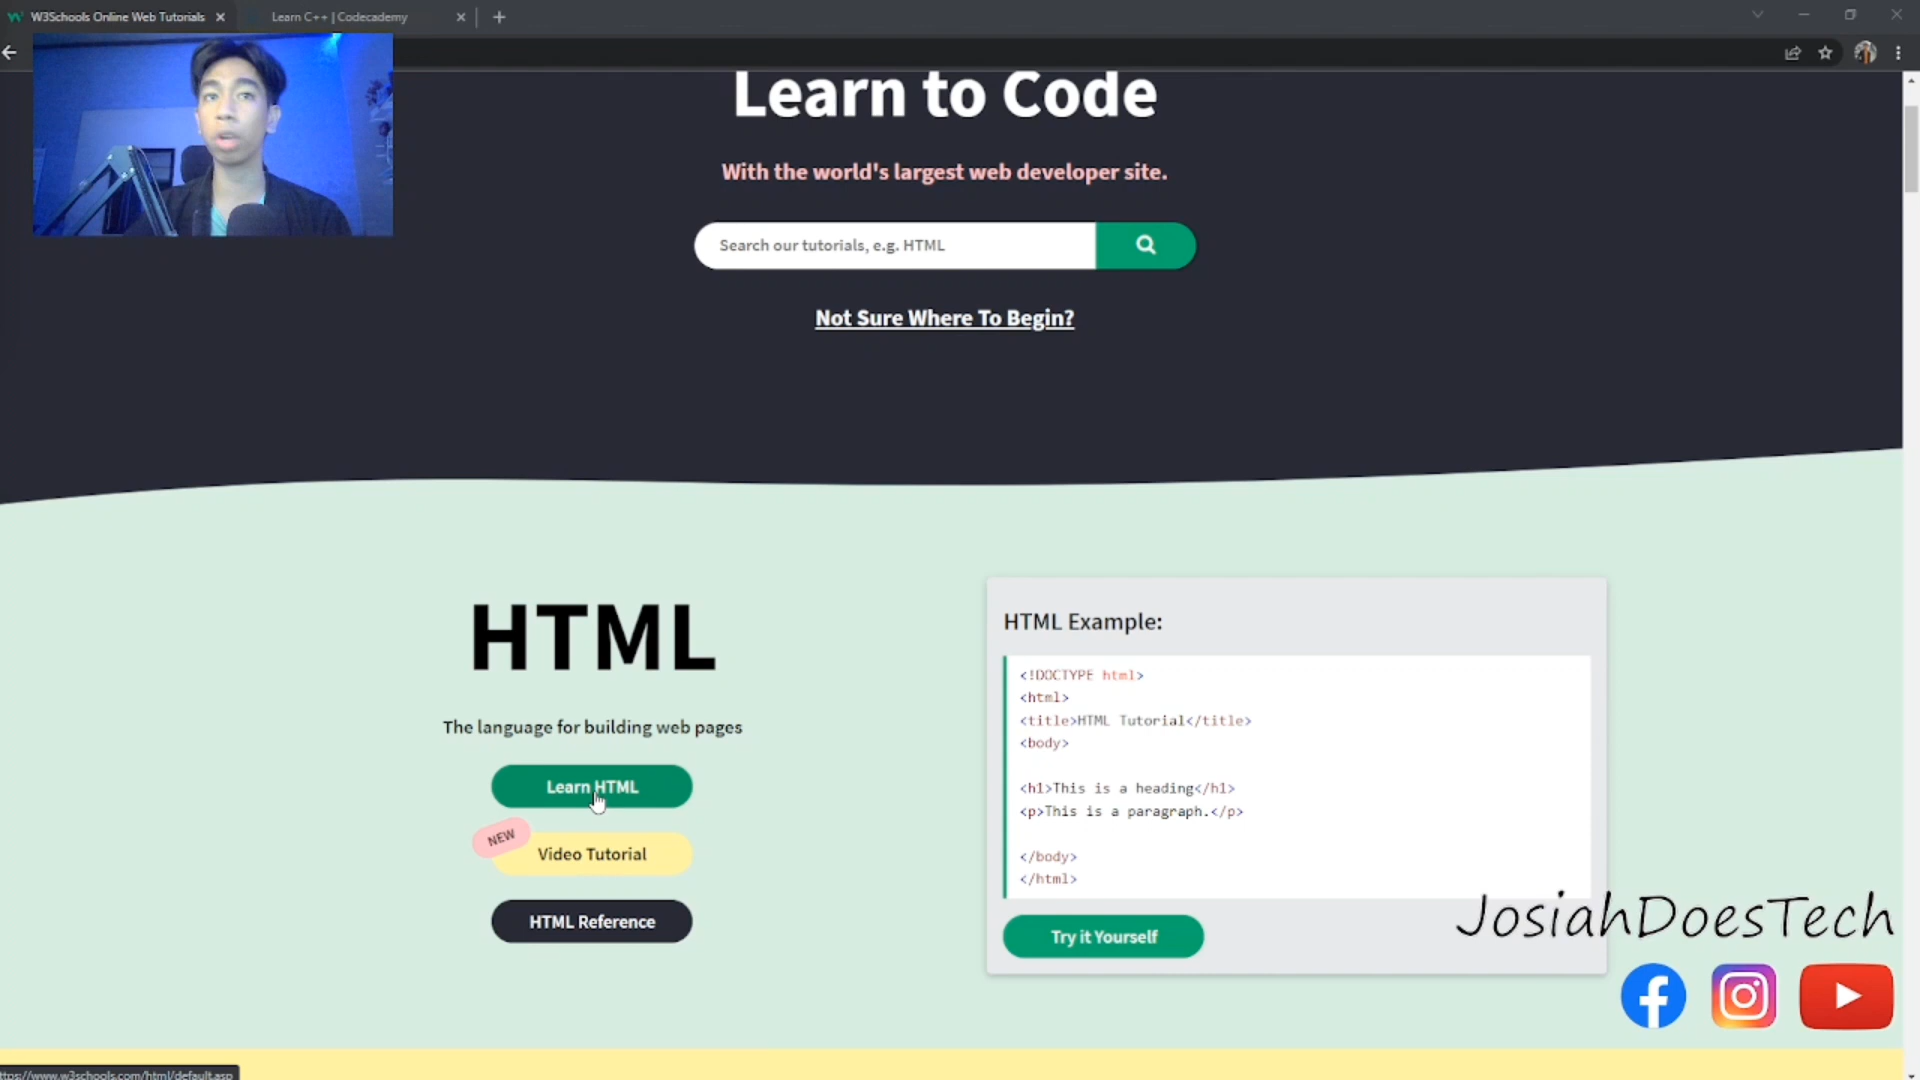 W3Schools Online Web Tutorials
Learn C++ | Codecademy
Learn to Code
With the world's largest web developer site.
Search our tutorials, e.g. HTML
Not Sure Where To Begin?
HTML
The language for building web pages
Learn HTML
NEW
Video Tutorial
HTML Reference
HTML Example:
<!DOCTYPE html>
<html>
<title>HTML Tutorial</title>
<body>
<h1>This is a heading</h1>
<p>This is a paragraph.</p>
</body>
</html>
Try it Yourself
JosiahDoesTech
ttps://www.w3schools.com/html/default.asp